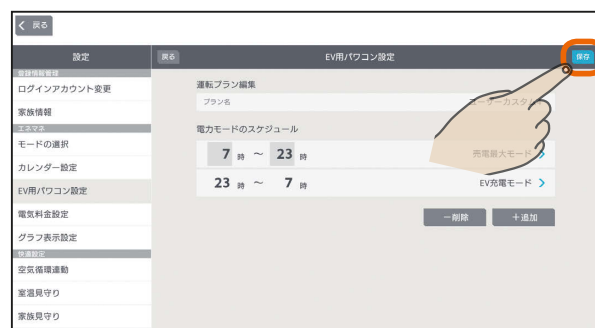 戻る
設定
戻る
EV用パワコン設定
保存
登録情報管理
ログインアカウント変更
家族情報
エネマネ
モードの選択
カレンダー設定
EV用パワコン設定
電気料金設定
グラフ表示設定
快適設定
空気循環連動
室温見守り
家族見守り
運転プラン編集
プラン名
ユーザーカスタム
電力モードのスケジュール
7 時 ～ 23 時
売電最大モード
23 時 ～ 7 時
EV充電モード
ー削除
＋追加